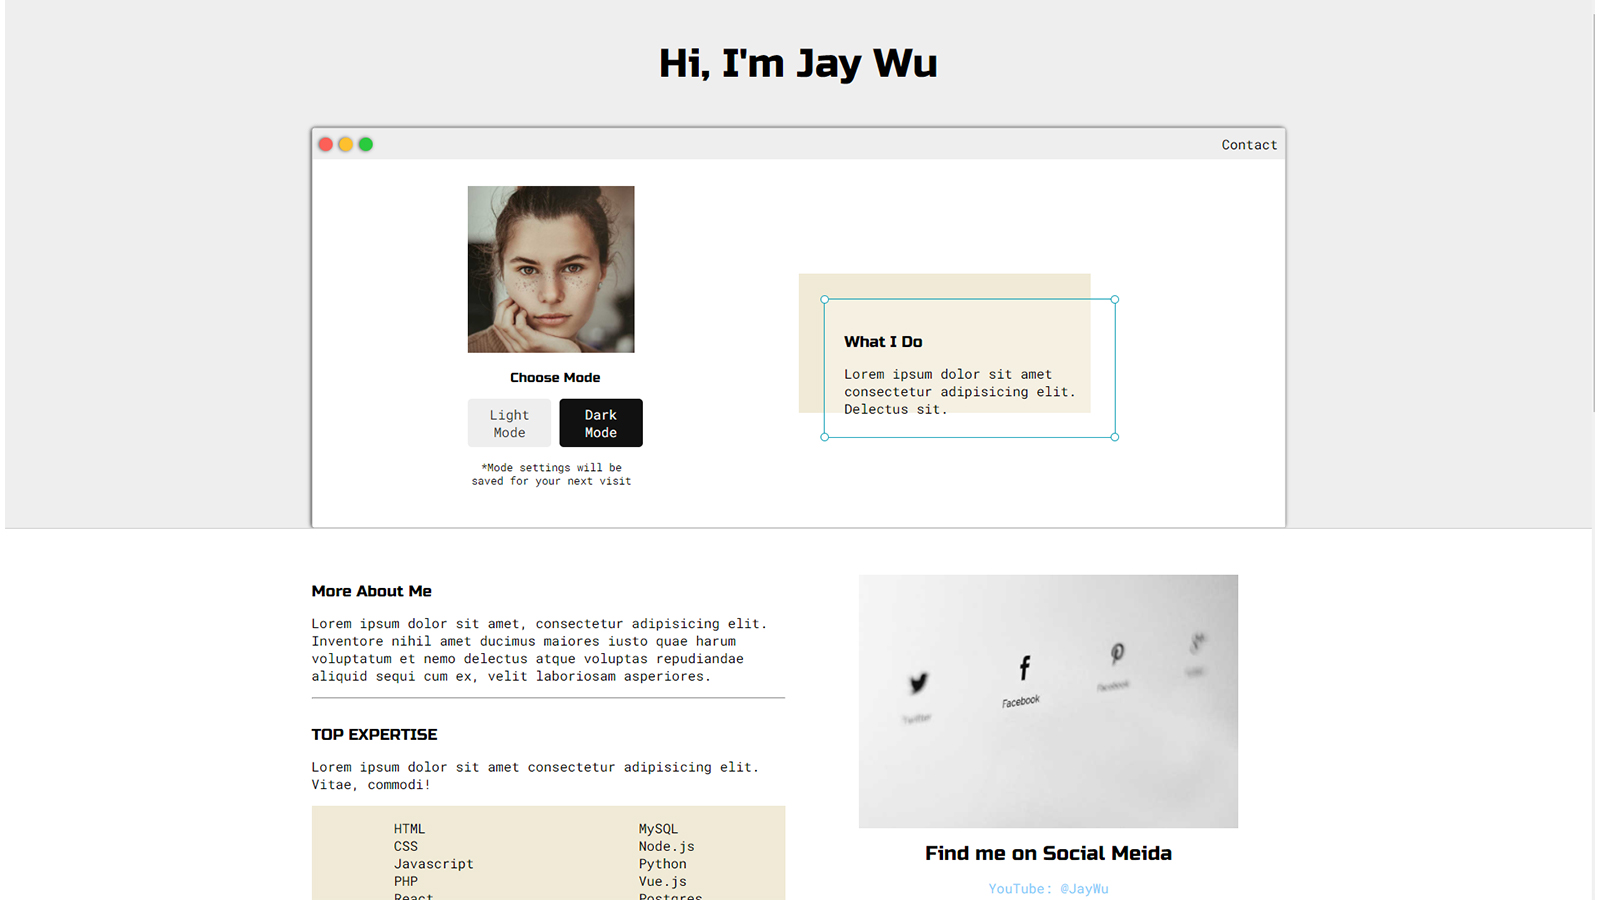 Hi, I'm Jay Wu
Contact
Choose Mode
Light
Mode
Dark
Mode
*Mode settings will be
saved for your next visit
What I Do
Lorem ipsum dolor sit amet
consectetur adipisicing elit.
Delectus sit.
More About Me
Lorem ipsum dolor sit amet, consectetur adipisicing elit.
Inventore nihil amet ducimus maiores iusto quae harum
voluptatum et nemo delectus atque voluptas repudiandae
aliquid sequi cum ex, velit laboriosam asperiores.
TOP EXPERTISE
Lorem ipsum dolor sit amet consectetur adipisicing elit.
Vitae, commodi!
HTML
CSS
Javascript
PHP
React
MySQL
Node.js
Python
Vue.js
Postgres
Twitter
Facebook
Facebook
Find me on Social Meida
YouTube: @JayWu